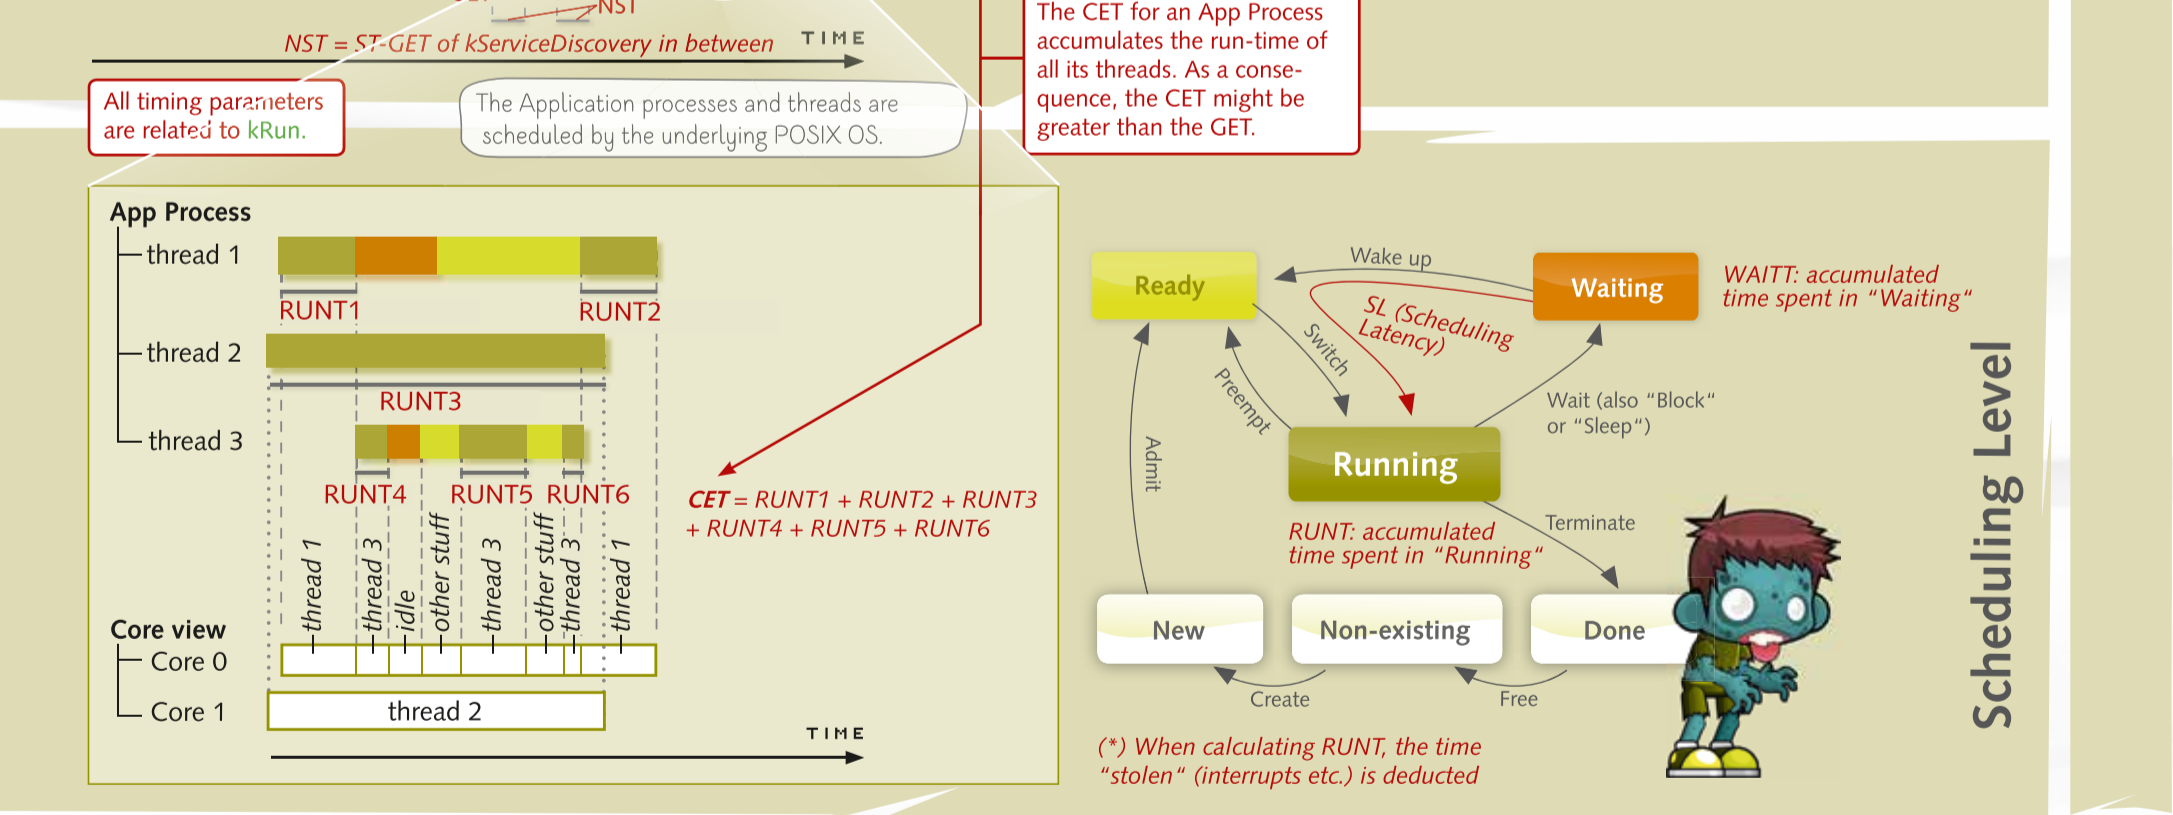 NST
NST = ST-GET of kServiceDiscovery in between
TIME
The CET for an App Process
accumulates the run-time of
all its threads. As a conse-
quence, the CET might be
greater than the GET.
All timing parameters
are related to kRun.
The Application processes and threads are
scheduled by the underlying POSIX OS.
App Process
thread 1
RUNT1
RUNT2
thread 2
RUNT3
thread 3
RUNT4
RUNT5
RUNT6
CET = RUNT1 + RUNT2 + RUNT3
+ RUNT4 + RUNT5 + RUNT6
thread 1
thread 3
idle
other stuff
thread 3
other stuff
thread 3
thread 1
Core view
Core 0
Core 1
thread 2
TIME
Ready
Wake up
Waiting
WAITT: accumulated
time spent in “Waiting“
SL (Scheduling
Latency)
Switch
Preempt
Admit
Wait (also “Block“
or “Sleep“)
Running
RUNT: accumulated
time spent in “Running“
Terminate
New
Non-existing
Done
Create
Free
(*) When calculating RUNT, the time
“stolen“ (interrupts etc.) is deducted
Scheduling Level